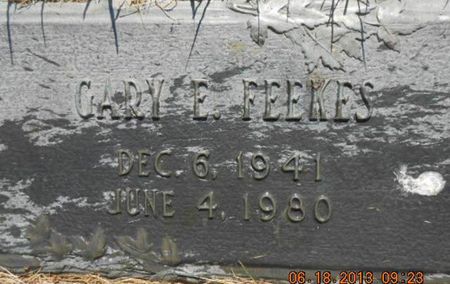 GARY E. FEEKES
DEC. 6, 1941
JUNE 4, 1980
06.18.2013 09:23